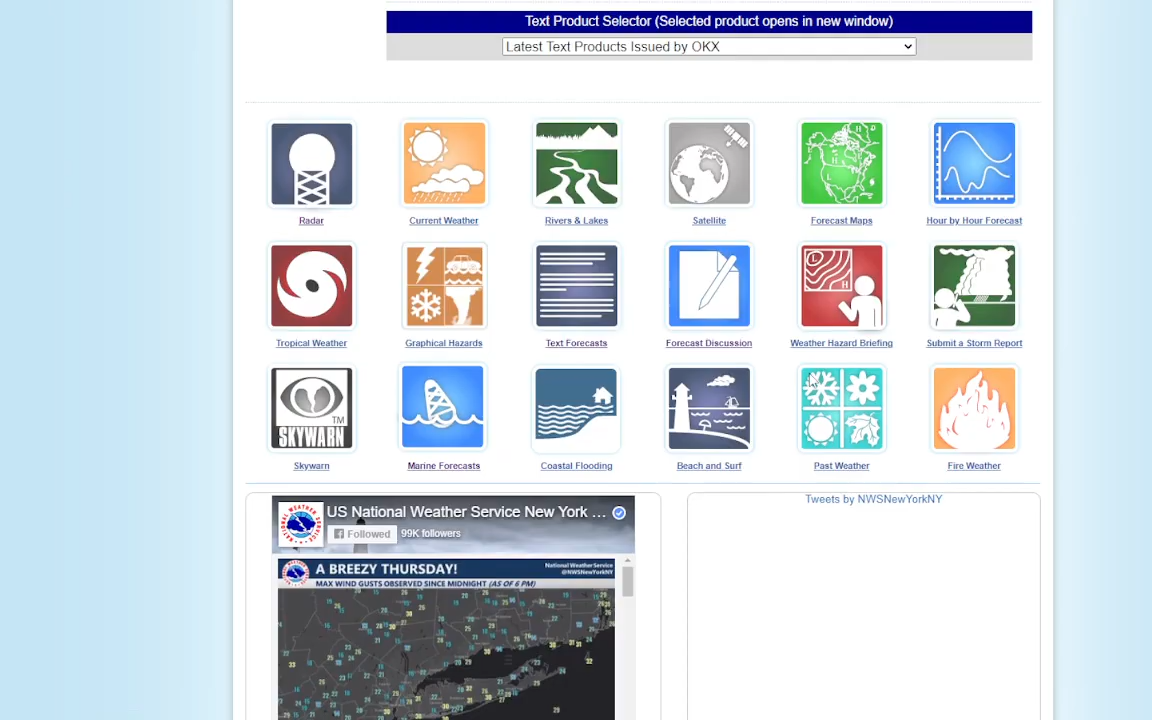 Text Product Selector (Selected product opens in new window)
Latest Text Products Issued by OKX
Radar
Current Weather
Rivers & Lakes
Satellite
Forecast Maps
Hour by Hour Forecast
Tropical Weather
Graphical Hazards
Text Forecasts
Forecast Discussion
Weather Hazard Briefing
Submit a Storm Report
SKYWARN
TM
Skywarn
Marine Forecasts
Coastal Flooding
Beach and Surf
Past Weather
Fire Weather
US National Weather Service New York ...
Followed
99K followers
Tweets by NWSNewYorkNY
A BREEZY THURSDAY!
National Weather Service
@NWSNewYorkNY
MAX WIND GUSTS OBSERVED SINCE MIDNIGHT (AS OF 6 PM)